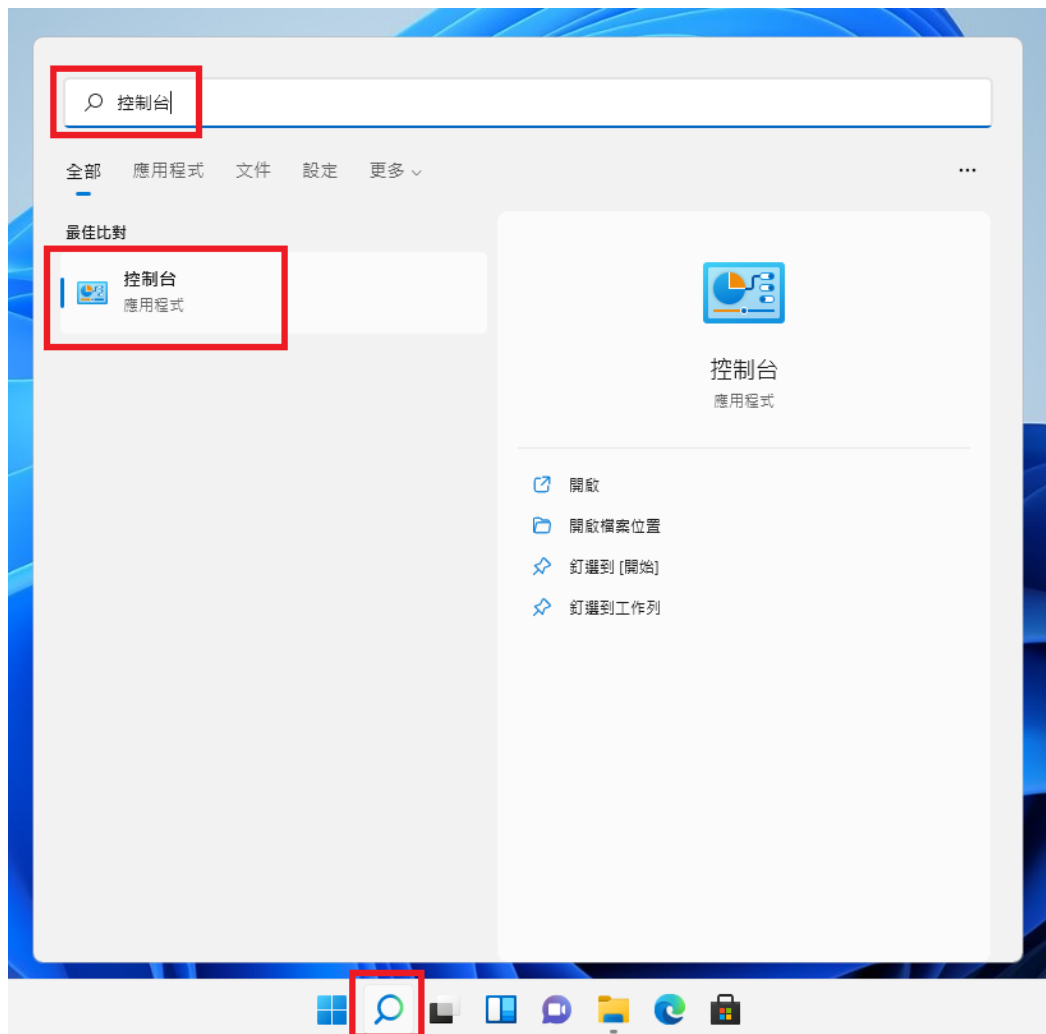 控制台
全部 應用程式 文件 設定 更多
最佳比對
控制台
應用程式
控制台
應用程式
開啟
開啟檔案位置
釘選到 [開始]
釘選到工作列